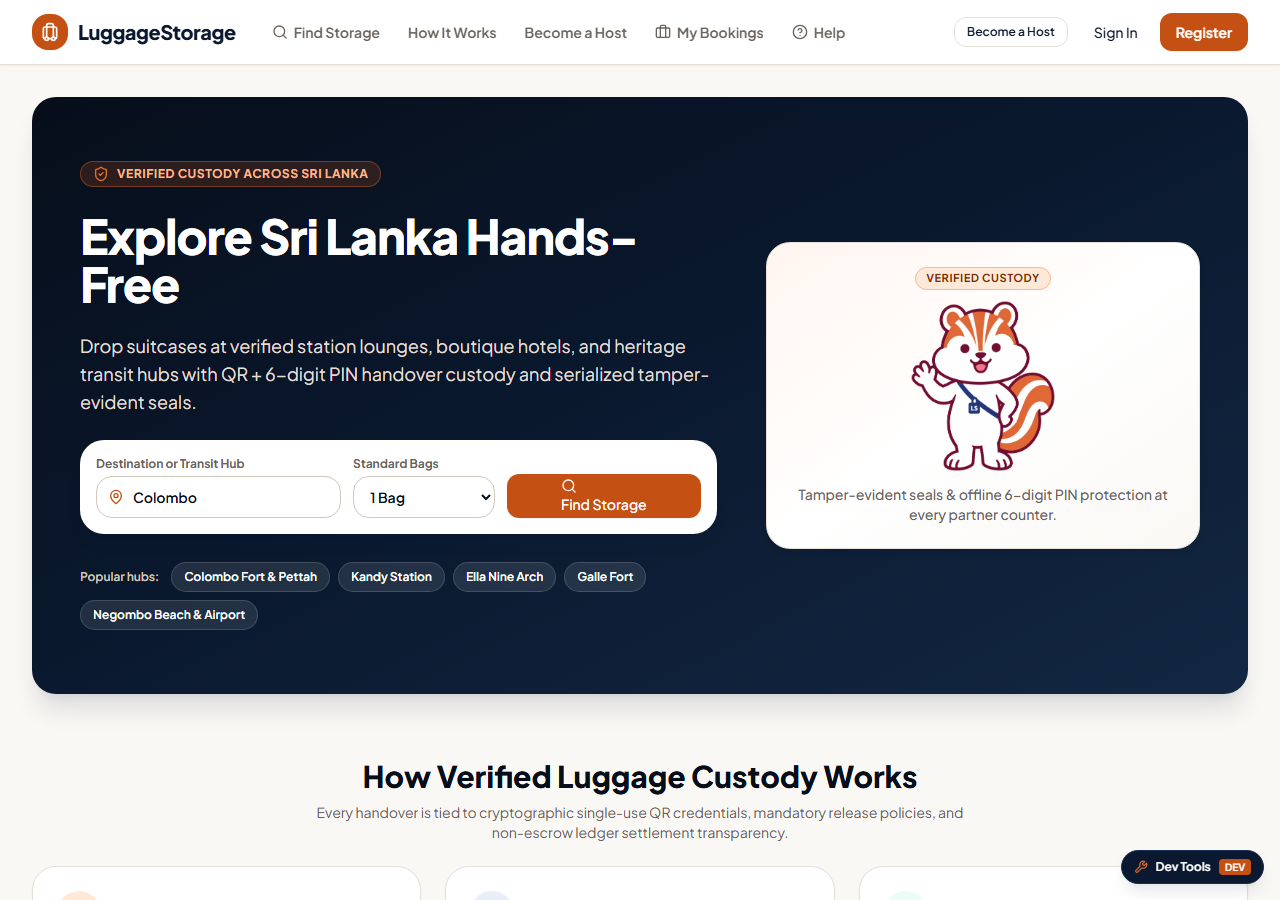 LuggageStorage
Find Storage
How It Works
Become a Host
My Bookings
Help
Become a Host
Sign In
Register
VERIFIED CUSTODY ACROSS SRI LANKA
Explore Sri Lanka Hands-
Free
Drop suitcases at verified station lounges, boutique hotels, and heritage
transit hubs with QR + 6-digit PIN handover custody and serialized tamper-
evident seals.
Destination or Transit Hub
Standard Bags
Colombo
1 Bag
Find Storage
Popular hubs:
Colombo Fort & Pettah
Kandy Station
Ella Nine Arch
Galle Fort
Negombo Beach & Airport
VERIFIED CUSTODY
LS
Tamper-evident seals & offline 6-digit PIN protection at
every partner counter.
How Verified Luggage Custody Works
Every handover is tied to cryptographic single-use QR credentials, mandatory release policies, and
non-escrow ledger settlement transparency.
Dev Tools
DEV